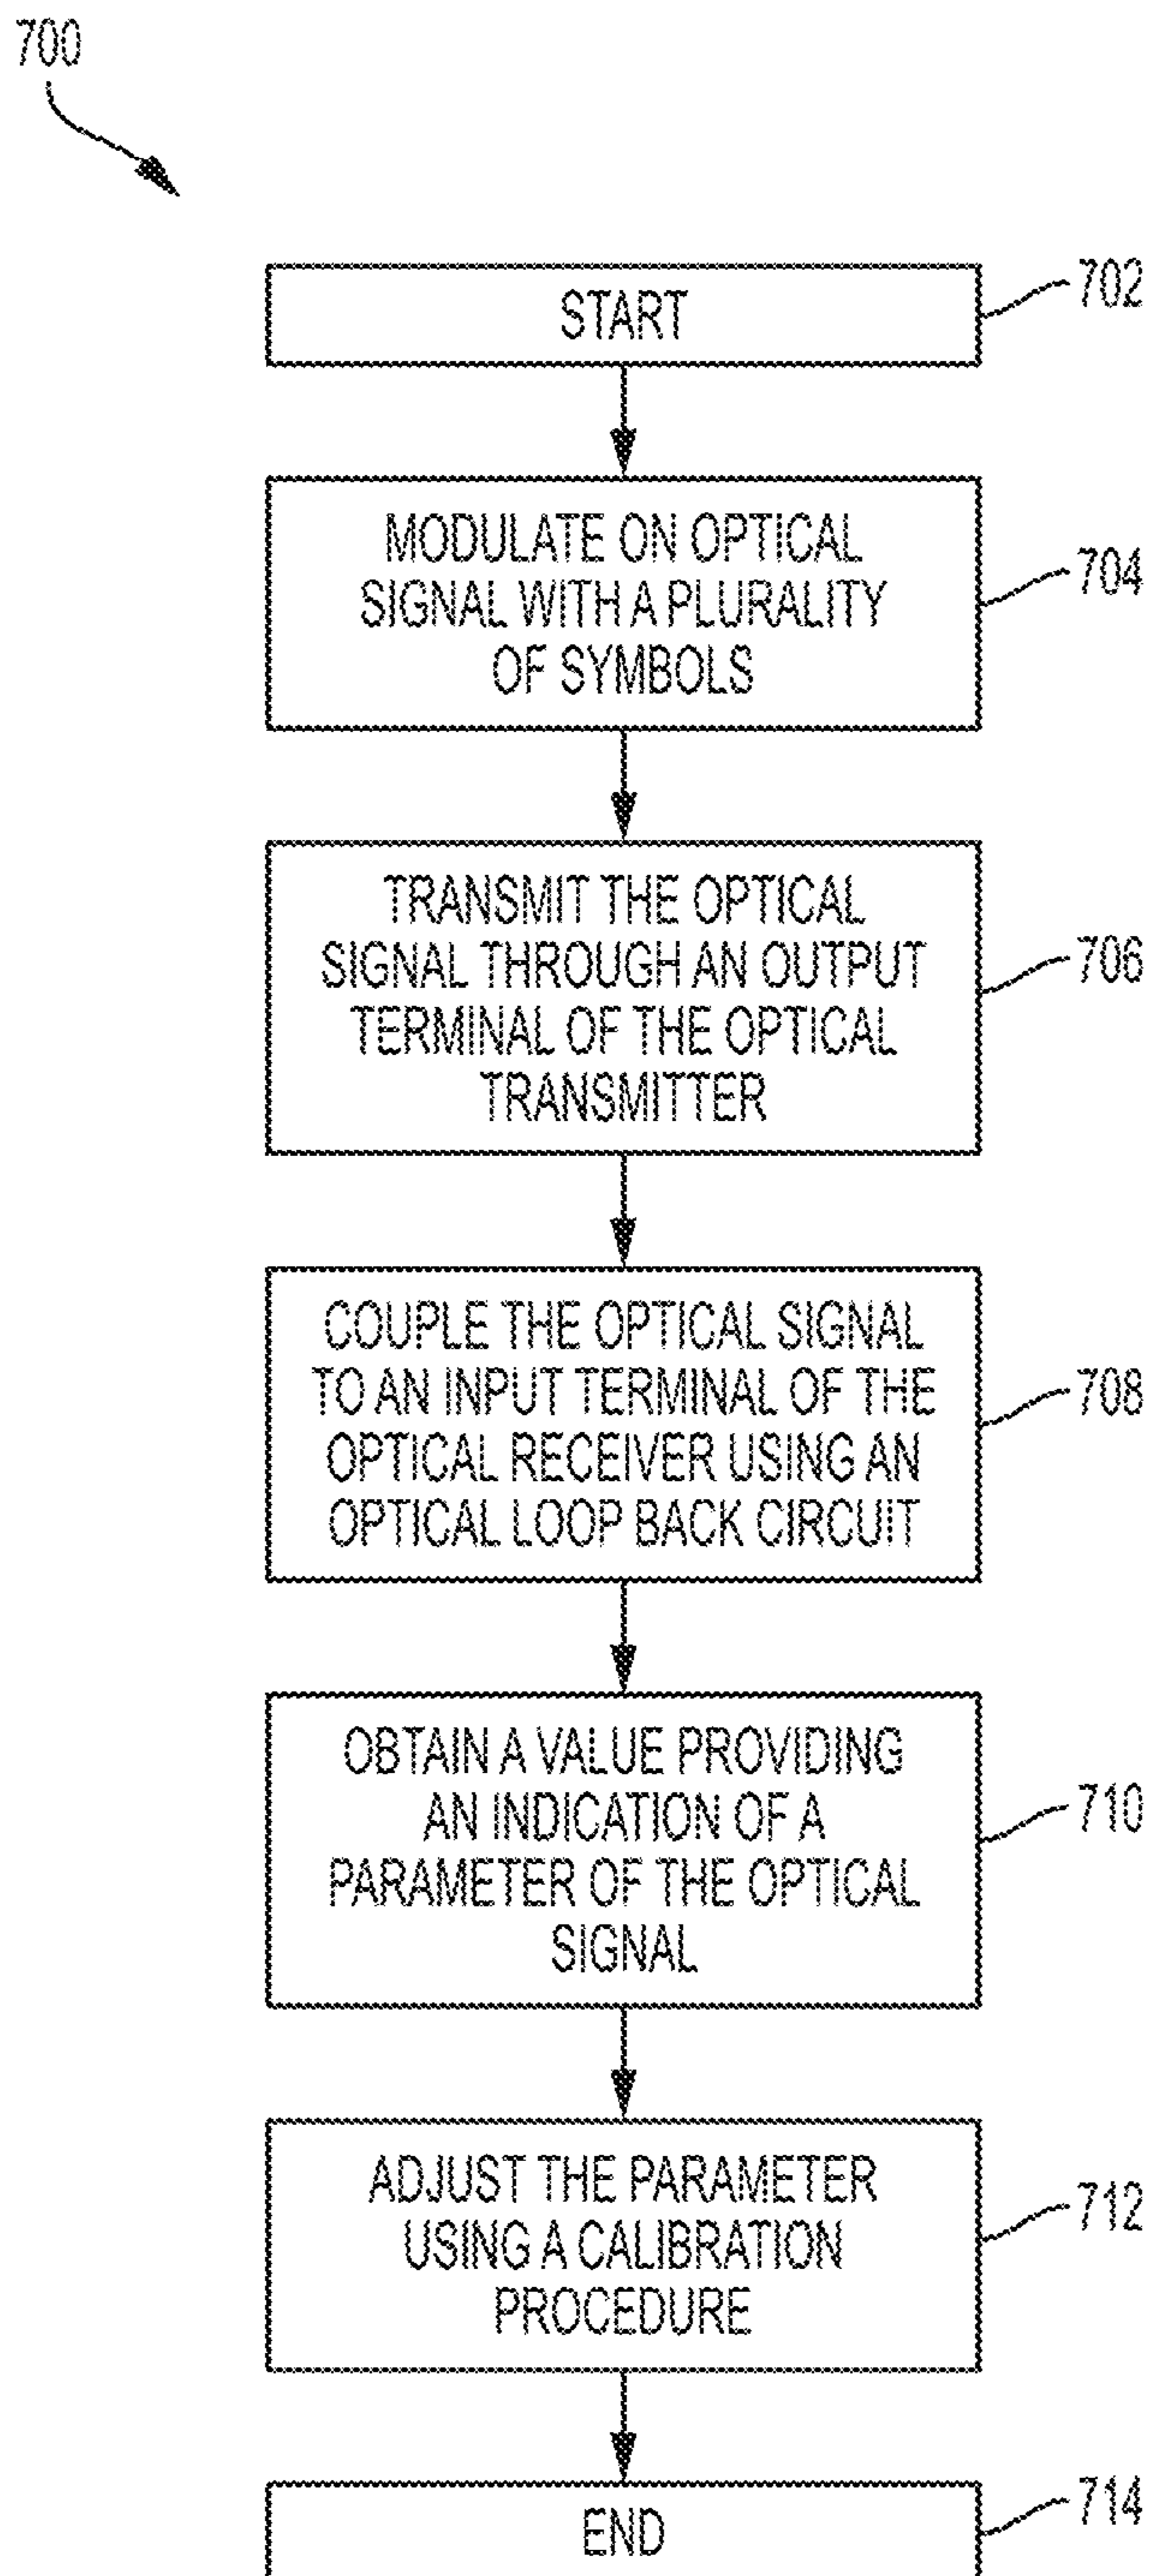 700
START
702
MODULATE ON OPTICAL
SIGNAL WITH A PLURALITY
OF SYMBOLS
704
TRANSMIT THE OPTICAL
SIGNAL THROUGH AN OUTPUT
TERMINAL OF THE OPTICAL
TRANSMITTER
706
COUPLE THE OPTICAL SIGNAL
TO AN INPUT TERMINAL OF THE
OPTICAL RECEIVER USING AN
OPTICAL LOOP BACK CIRCUIT
708
OBTAIN A VALUE PROVIDING
AN INDICATION OF A
PARAMETER OF THE OPTICAL
SIGNAL
710
ADJUST THE PARAMETER
USING A CALIBRATION
PROCEDURE
712
END
714